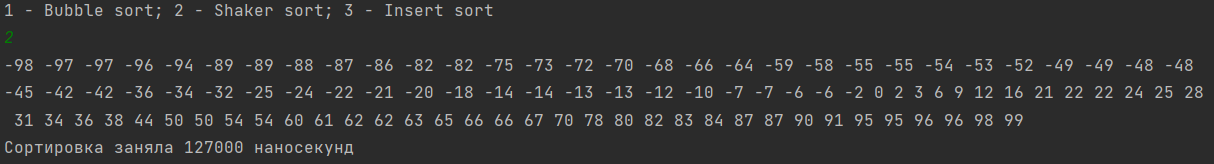 1 - Bubble sort; 2 - Shaker sort; 3 - Insert sort
2
-98 -97 -97 -96 -94 -89 -89 -88 -87 -86 -82 -82 -75 -73 -72 -70 -68 -66 -64 -59 -58 -55 -55 -54 -53 -52 -49 -49 -48 -48
-45 -42 -42 -36 -34 -32 -25 -24 -22 -21 -20 -18 -14 -14 -13 -13 -12 -10 -7 -7 -6 -6 -2 0 2 3 6 9 12 16 21 22 22 24 25 28
31 34 36 38 44 50 50 54 54 60 61 62 62 63 65 66 66 67 70 78 80 82 83 84 87 87 90 91 95 95 96 96 98 99
Сортировка заняла 127000 наносекунд